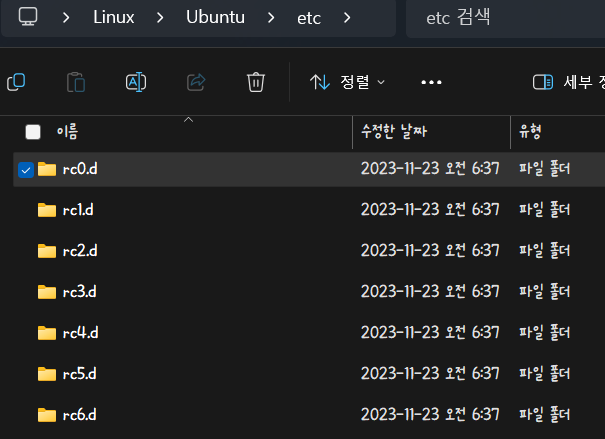 Linux > Ubuntu > etc >
etc 검색
정렬
세부 정
이름 수정한 날짜 유형
rc0.d 2023-11-23 오전 6:37 파일 폴더
rc1.d 2023-11-23 오전 6:37 파일 폴더
rc2.d 2023-11-23 오전 6:37 파일 폴더
rc3.d 2023-11-23 오전 6:37 파일 폴더
rc4.d 2023-11-23 오전 6:37 파일 폴더
rc5.d 2023-11-23 오전 6:37 파일 폴더
rc6.d 2023-11-23 오전 6:37 파일 폴더